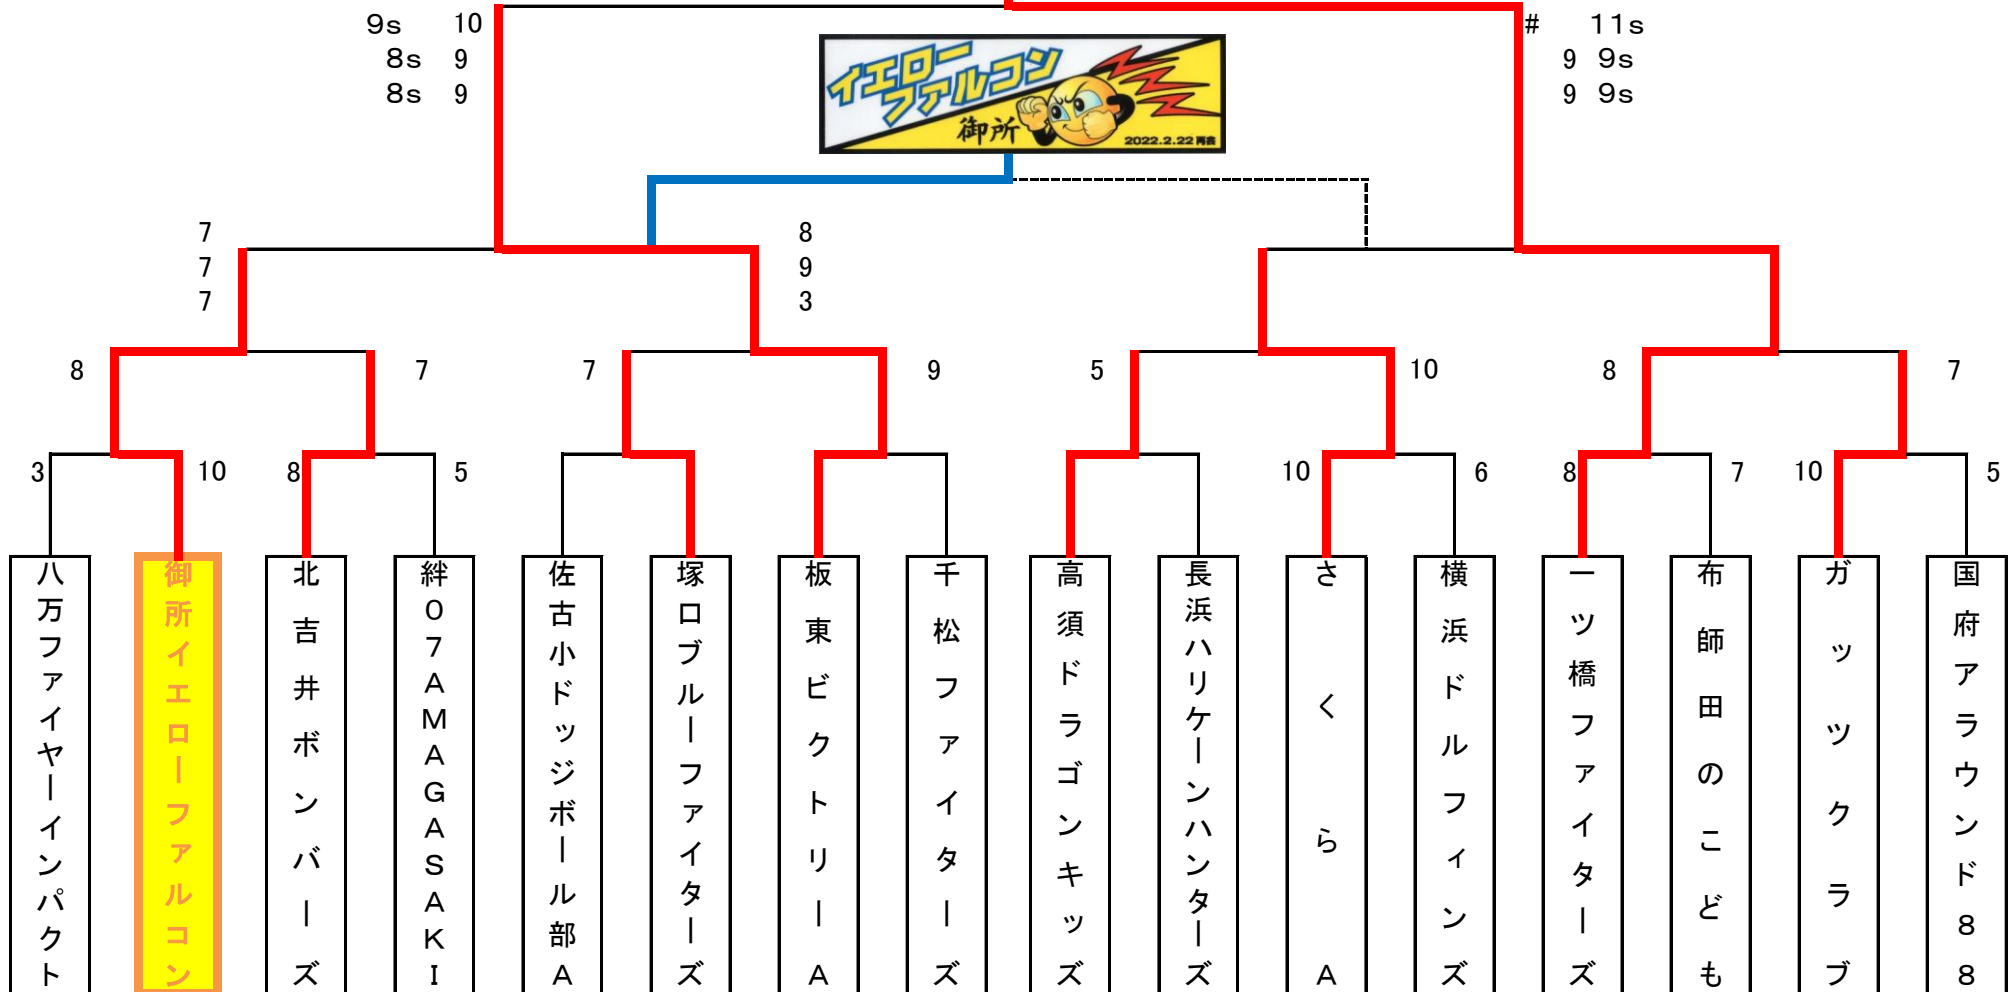 9s 10
8s 9
8s 9
# 11s
9 9s
9 9s
イエロー
ファルコン
御所
2022.2.22 再会
7
7
7
8
9
3
8
7
7
9
5
10
8
7
3
10
8
5
10
6
8
7
10
5
八万ファイヤーインパクト
御所イエローファルコン
北吉井ボンバーズ
絆07AMAGASAKI
佐古小ドッジボール部A
塚ロブルーファイターズ
板東ビクトリーA
千松ファイターズ
高須ドラゴンキッズ
長浜ハリケーンハンターズ
さくらA
横浜ドルフィンズ
一ツ橋ファイターズ
布師田のこども
ガッツクラブ
国府アラウンド88